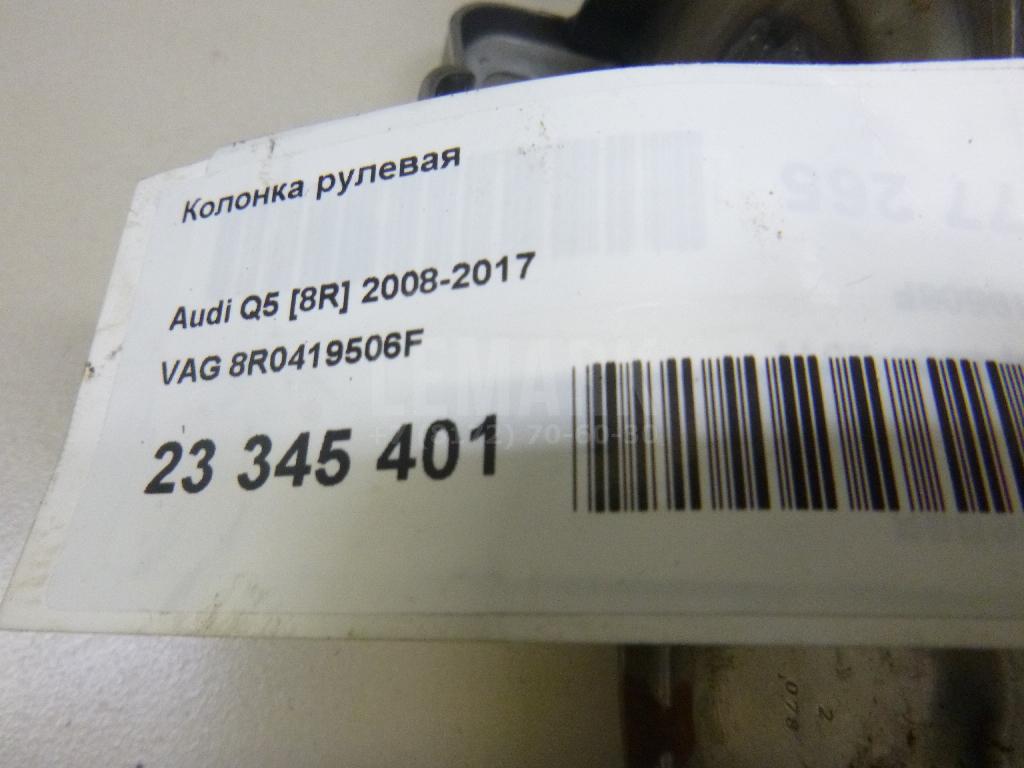 Колонка рулевая
Audi Q5 [8R] 2008-2017
VAG 8R0419506F
23 345 401